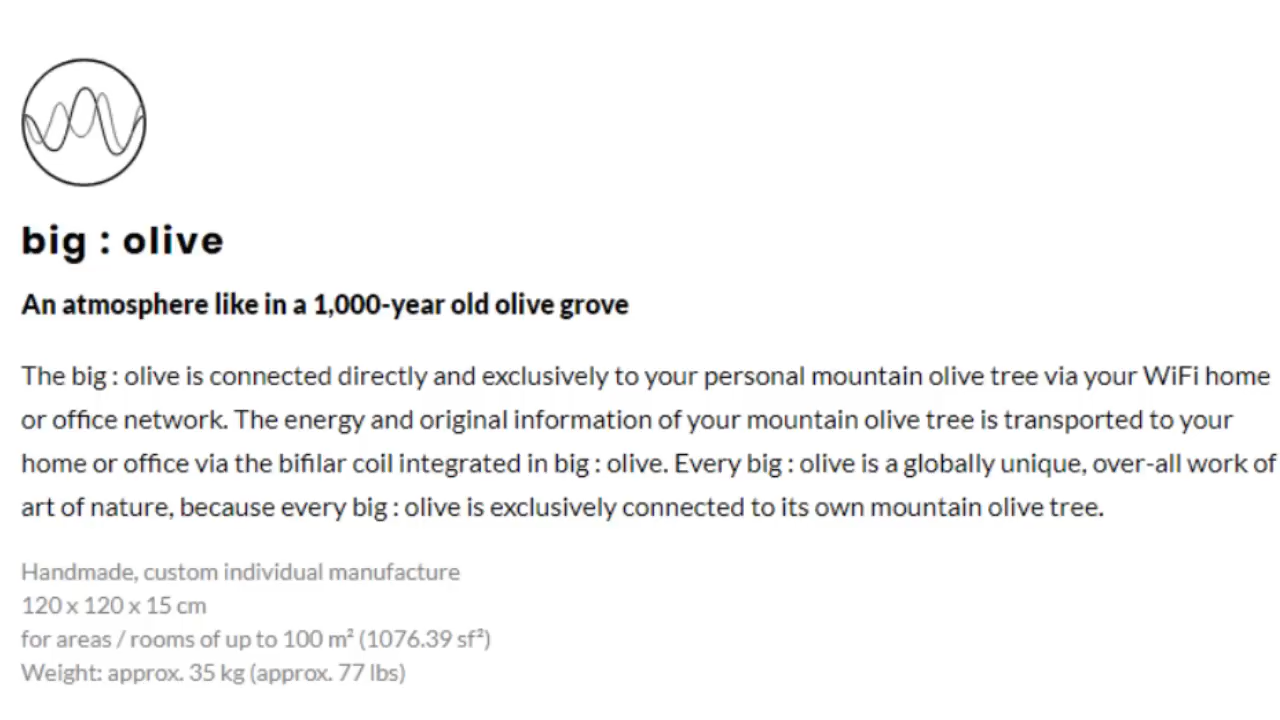 big : olive
An atmosphere like in a 1,000-year old olive grove
The big : olive is connected directly and exclusively to your personal mountain olive tree via your WiFi home
or office network. The energy and original information of your mountain olive tree is transported to your
home or office via the bifilar coil integrated in big : olive. Every big : olive is a globally unique, over-all work of
art of nature, because every big : olive is exclusively connected to its own mountain olive tree.
Handmade, custom individual manufacture
120 x 120 x 15 cm
for areas / rooms of up to 100 m² (1076.39 sf²)
Weight: approx. 35 kg (approx. 77 lbs)